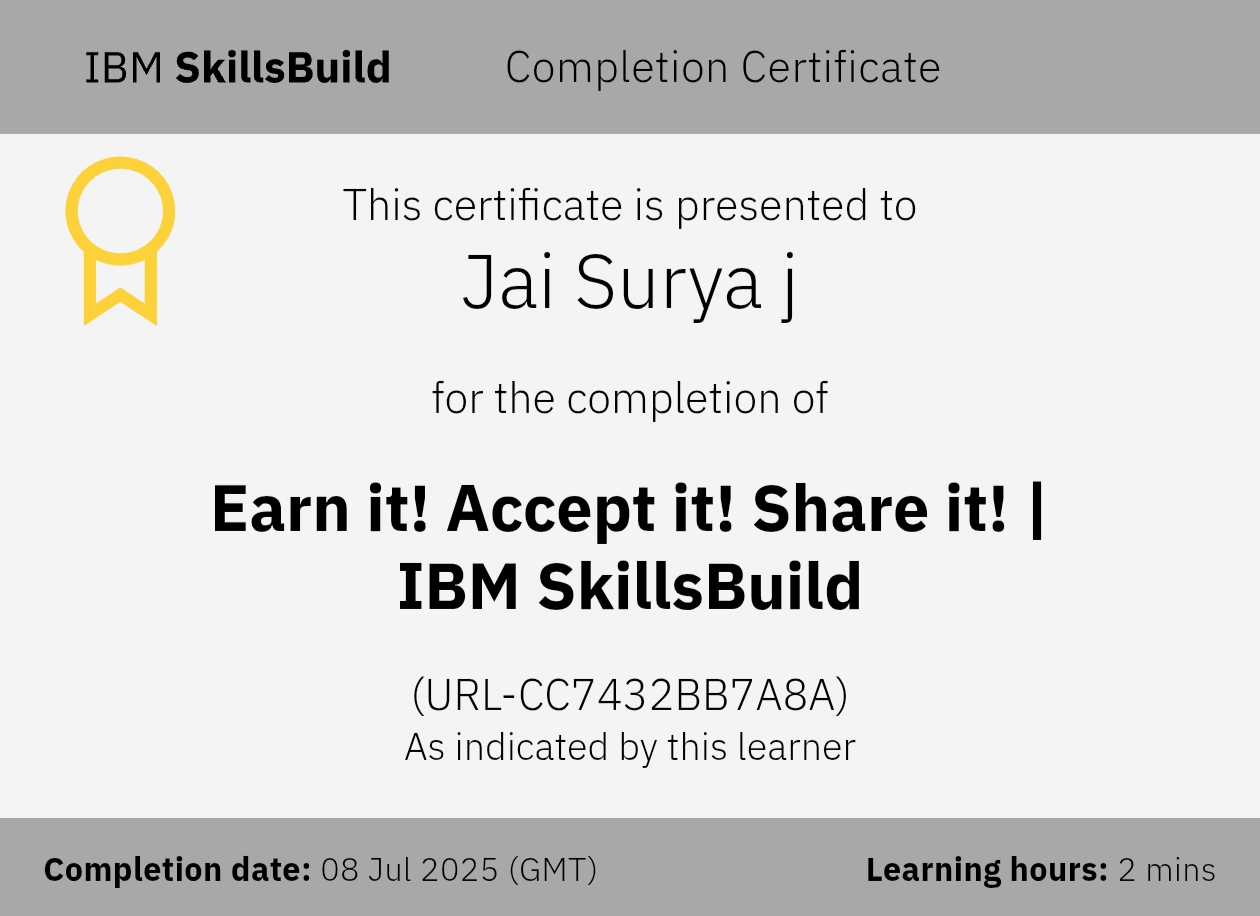 IBM SkillsBuild Completion Certificate
This certificate is presented to
Jai Surya j
for the completion of
Earn it! Accept it! Share it! |
IBM SkillsBuild
(URL-CC7432BB7A8A)
As indicated by this learner
Completion date: 08 Jul 2025 (GMT) Learning hours: 2 mins